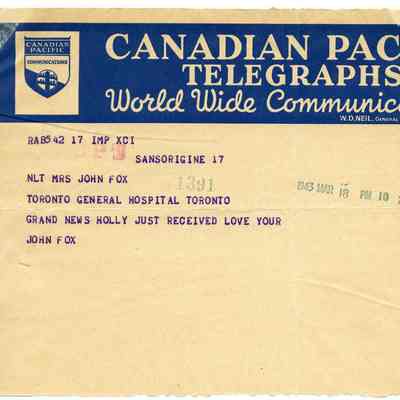 CANADIAN PACIFIC
COMMUNICATIONS
CANADIAN PAC
TELEGRAPHS
World Wide Communic
W.D. NEIL, GENERAL
RA8542 17 IMP XCI
SANSORIGINE 17
NLT MRS JOHN FOX
1391
1943 MAR 18 PM 10
TORONTO GENERAL HOSPITAL TORONTO
GRAND NEWS HOLLY JUST RECEIVED LOVE YOUR
JOHN FOX